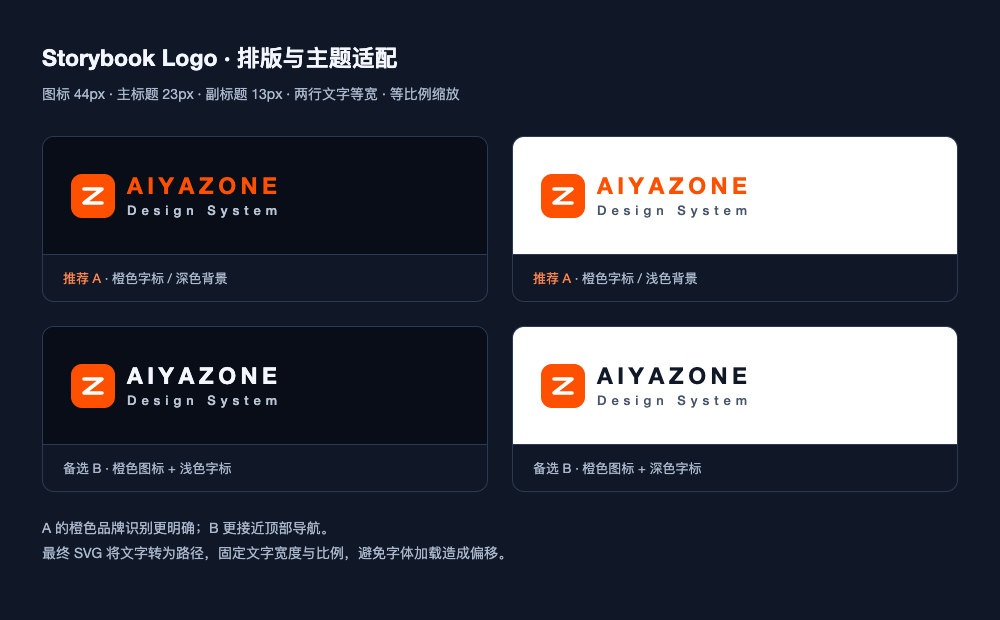 Storybook Logo · 排版与主题适配
图标 44px · 主标题 23px · 副标题 13px · 两行文字等宽 · 等比例缩放
Z AIYAZONE
Design System
推荐 A · 橙色字标 / 深色背景
Z AIYAZONE
Design System
推荐 A · 橙色字标 / 浅色背景
Z AIYAZONE
Design System
备选 B · 橙色图标 + 浅色字标
Z AIYAZONE
Design System
备选 B · 橙色图标 + 深色字标
A 的橙色品牌识别更明确；B 更接近顶部导航。
最终 SVG 将文字转为路径，固定文字宽度与比例，避免字体加载造成偏移。